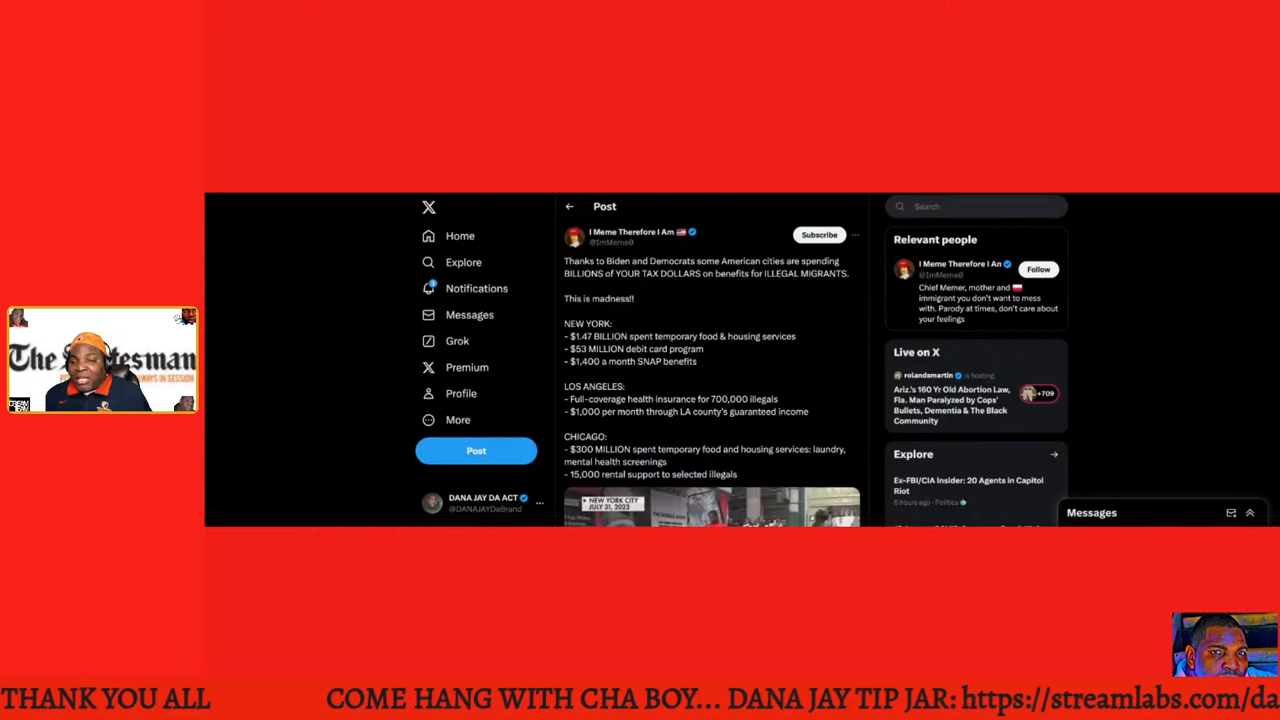 Home
Explore
Notifications
Messages
Grok
Premium
Profile
More
Post
DANA JAY DA ACT
@DANAJAYDaBrand
Post
I Meme Therefore I Am
@ImMeme0
Subscribe
Thanks to Biden and Democrats some American cities are spending
BILLIONS of YOUR TAX DOLLARS on benefits for ILLEGAL MIGRANTS.
This is madness!!
NEW YORK:
- $1.47 BILLION spent temporary food & housing services
- $53 MILLION debit card program
- $1,400 a month SNAP benefits
LOS ANGELES:
- Full-coverage health insurance for 700,000 illegals
- $1,000 per month through LA county's guaranteed income
CHICAGO:
- $300 MILLION spent temporary food and housing services: laundry,
mental health screenings
- 15,000 rental support to selected illegals
NEW YORK CITY
JULY 31, 2023
Search
Relevant people
I Meme Therefore I Am
@ImMeme0
Follow
Chief Memer, mother and
immigrant you don't want to mess
with. Parody at times, don't care about
your feelings
Live on X
rolandsmartin is hosting
Ariz.'s 160 Yr Old Abortion Law,
Fla. Man Paralyzed by Cops'
Bullets, Dementia & The Black
Community
+709
Explore
Ex-FBI/CIA Insider: 20 Agents in Capitol
Riot
6 hours ago · Politics
Messages
The
THANK YOU ALL COME HANG WITH CHA BOY... DANA JAY TIP JAR: https://streamlabs.com/da